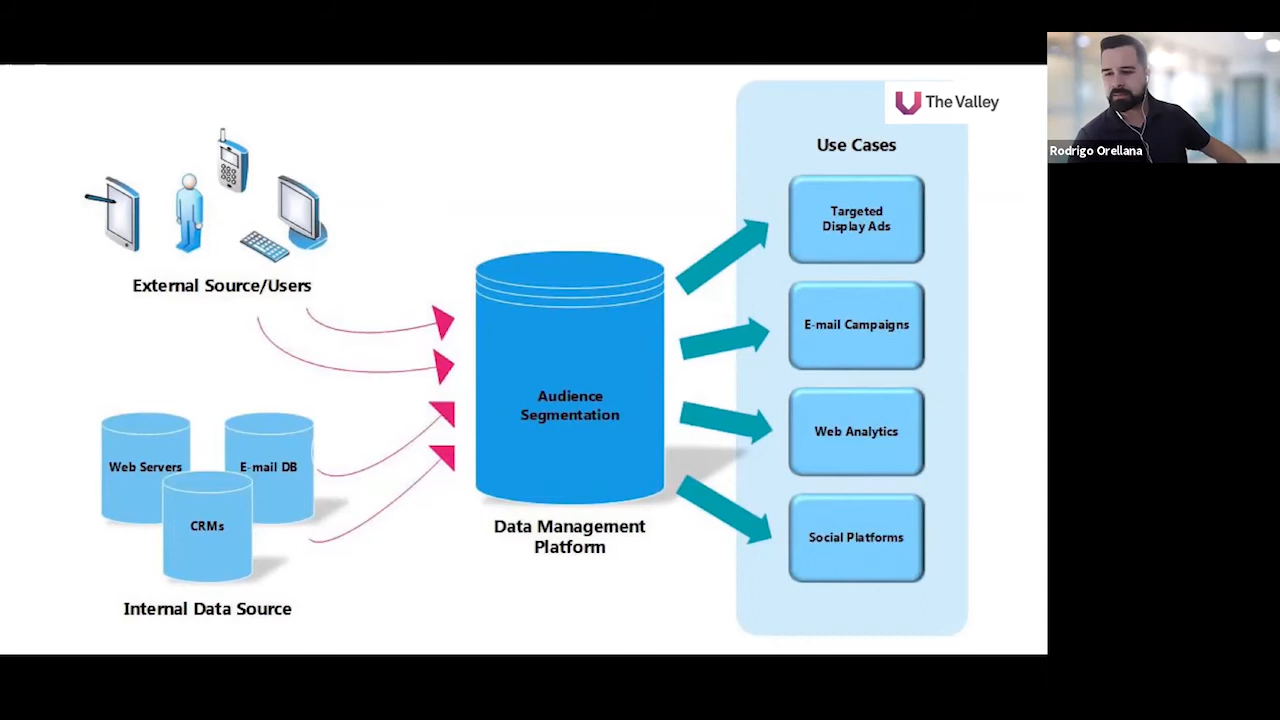 The Valley
Use Cases
Targeted
Display Ads
E-mail Campaigns
Web Analytics
Social Platforms
External Source/Users
Audience
Segmentation
Data Management
Platform
Web Servers
E-mail DB
CRMs
Internal Data Source
Rodrigo Orellana